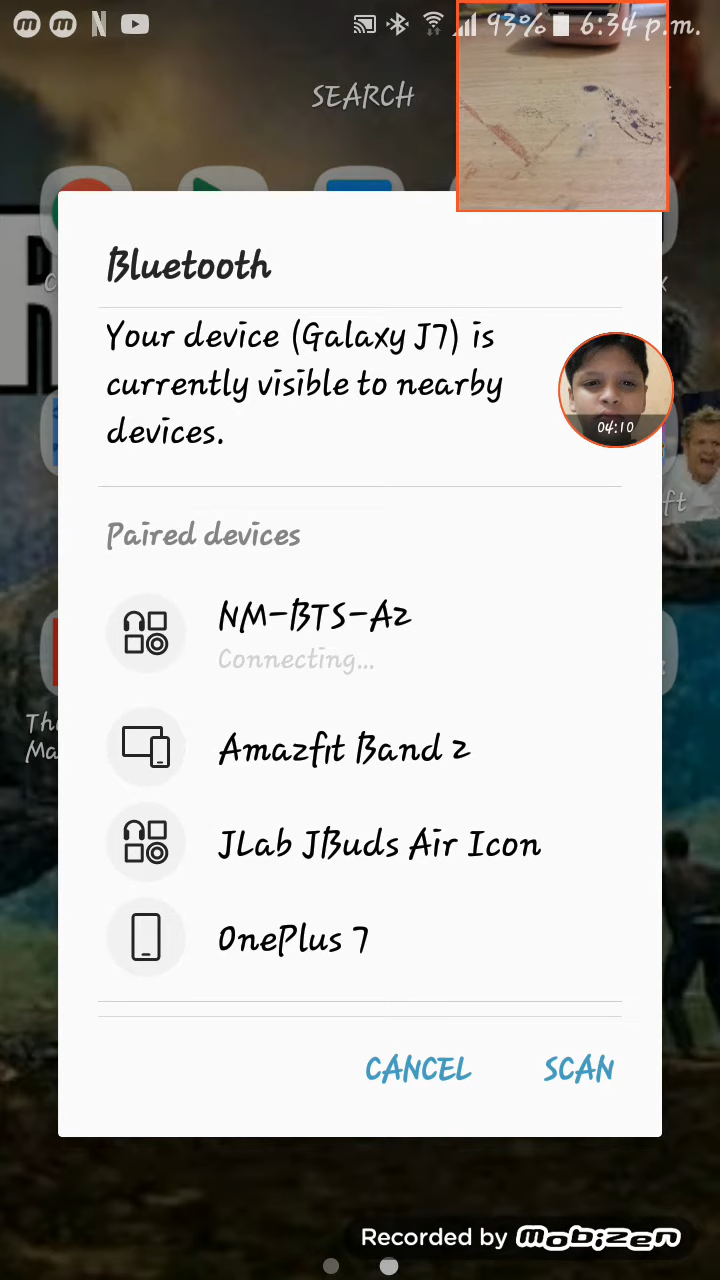 93% 6:34 p.m.
SEARCH
Bluetooth
Your device (Galaxy J7) is
currently visible to nearby
devices.
04:10
Paired devices
NM-BTS-A2
Connecting...
Amazfit Band 2
JLab JBuds Air Icon
OnePlus 7
CANCEL
SCAN
Recorded by mobizen